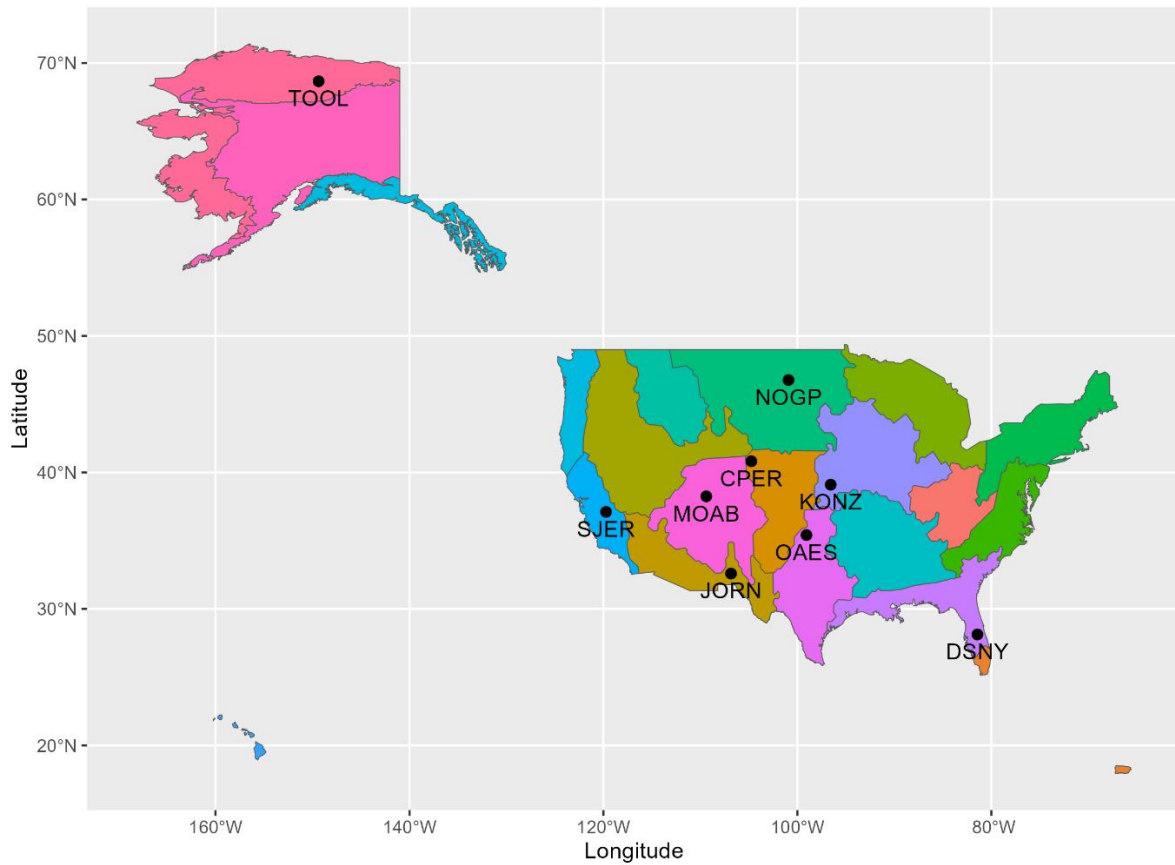 70°N
TOOL
60°N
50°N
NOGP
Latitude
40°N
CPER
KONZ
MOAB
SJER
OAES
JORN
30°N
DSNY
20°N
160°W 140°W 120°W 100°W 80°W
Longitude